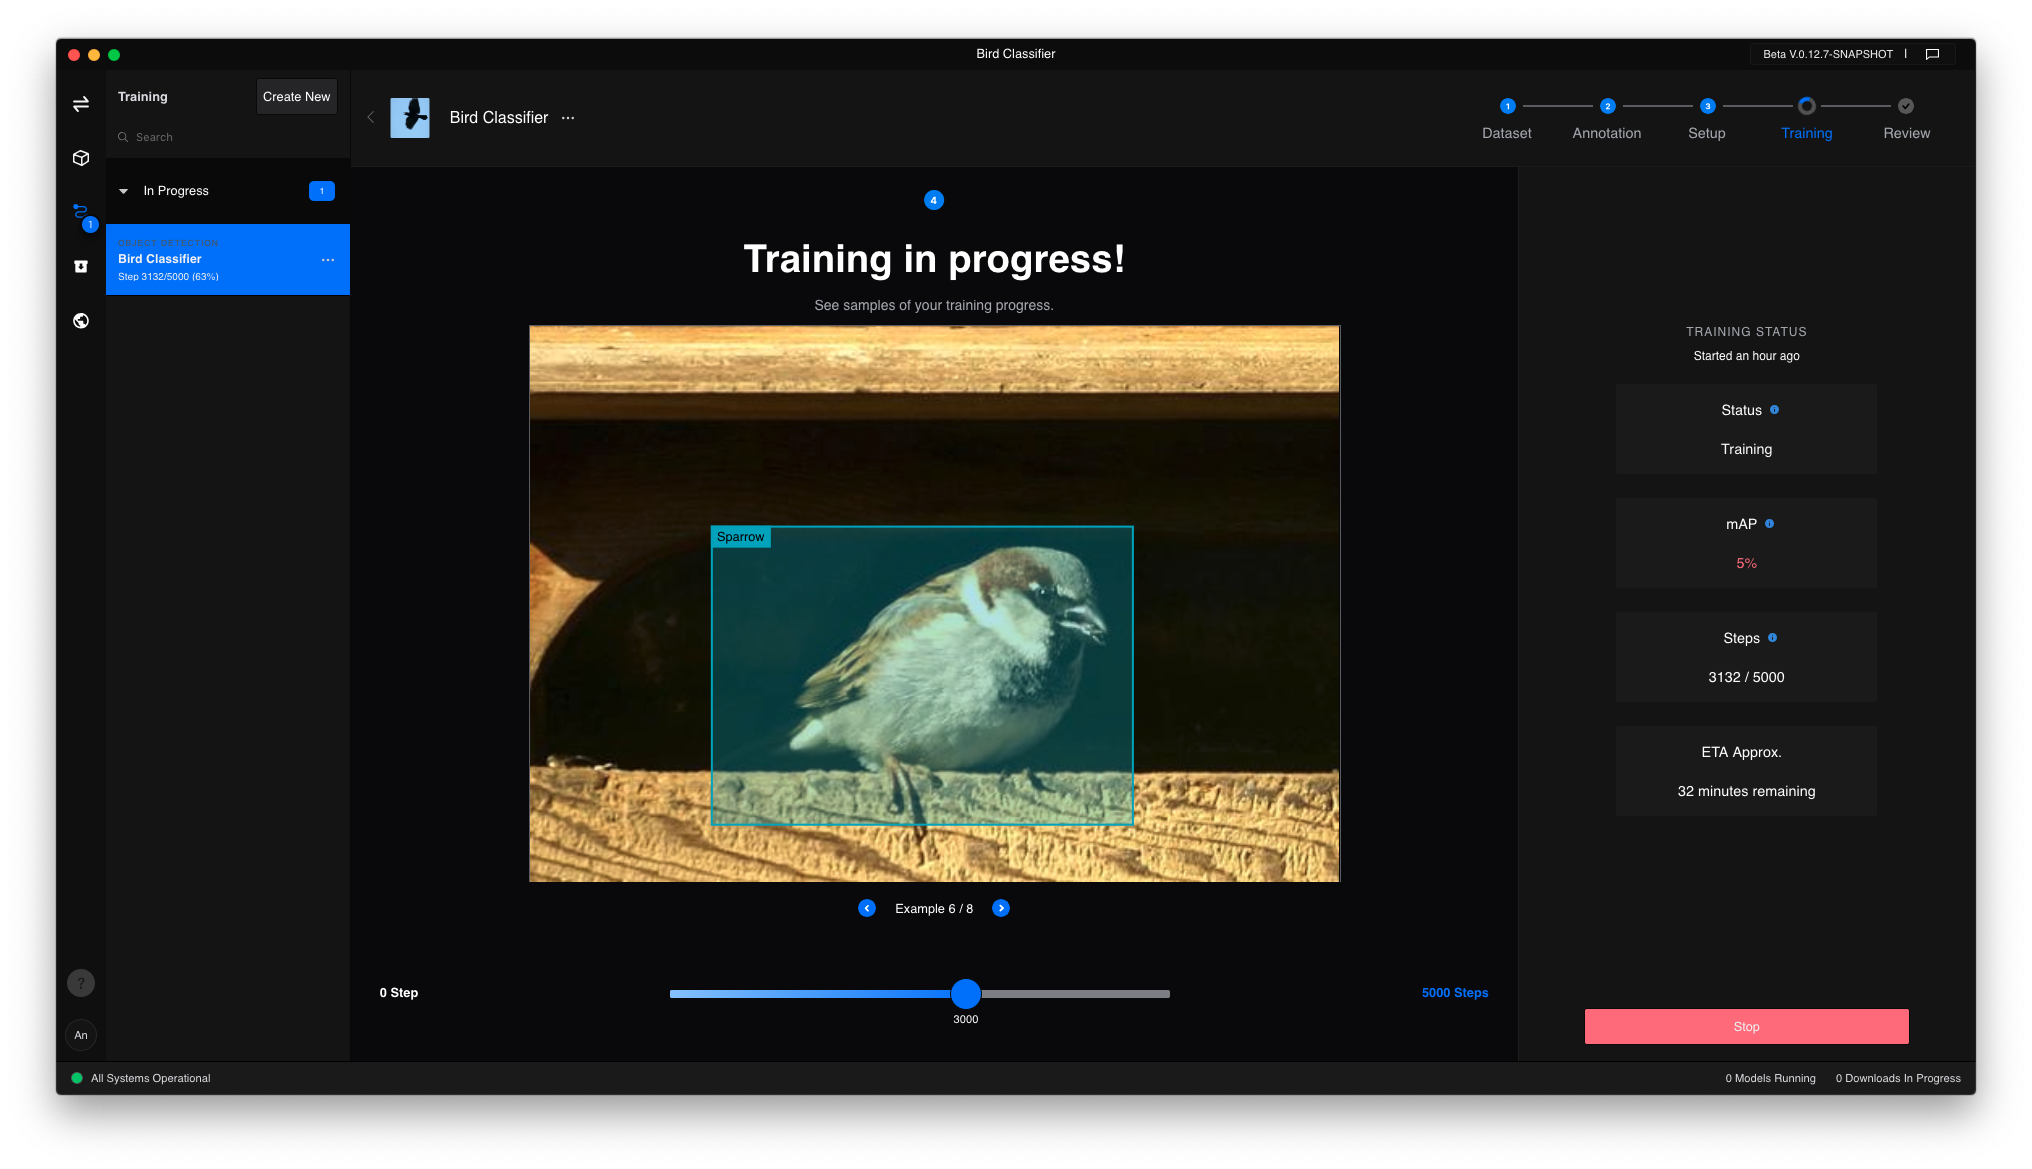 Bird Classifier
Beta V.0.12.7-SNAPSHOT
Training
Create New
Search
In Progress
1
1
OBJECT DETECTION
Bird Classifier
Step 3132/5000 (63%)
Bird Classifier
1
2
3
Dataset
Annotation
Setup
Training
Review
4
Training in progress!
See samples of your training progress.
Sparrow
Example 6 / 8
0 Step
3000
5000 Steps
TRAINING STATUS
Started an hour ago
Status
Training
mAP
5%
Steps
3132 / 5000
ETA Approx.
32 minutes remaining
Stop
?
An
All Systems Operational
0 Models Running
0 Downloads In Progress